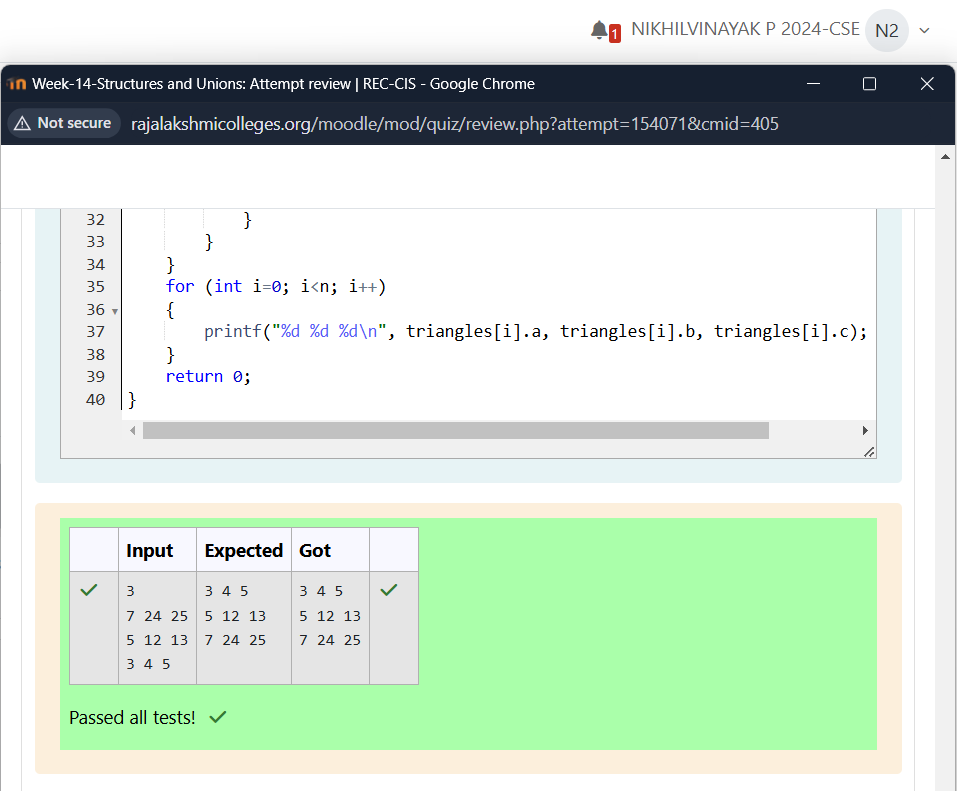 1 NIKHILVINAYAK P 2024-CSE N2
Week-14-Structures and Unions: Attempt review | REC-CIS - Google Chrome
Not secure rajalakshmicolleges.org/moodle/mod/quiz/review.php?attempt=154071&cmid=405
32 }
33 }
34 }
35 for (int i=0; i<n; i++)
36 {
37 printf("%d %d %d\n", triangles[i].a, triangles[i].b, triangles[i].c);
38 }
39 return 0;
40 }
Input Expected Got
3 3 4 5 3 4 5
7 24 25 5 12 13 5 12 13
5 12 13 7 24 25 7 24 25
3 4 5
Passed all tests!